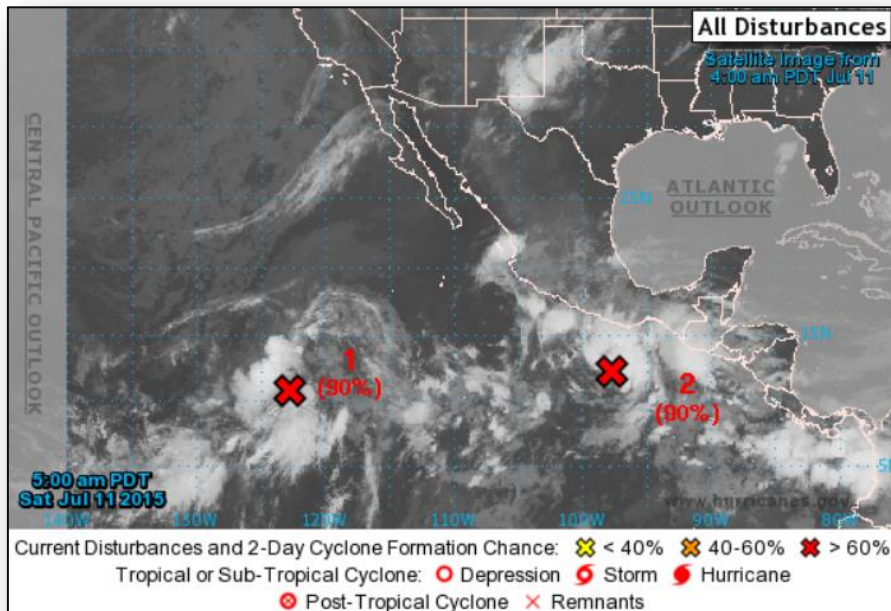 All Disturbances
Satellite Image from
4:00 am PDT Jul 11
CENTRAL PACIFIC OUTLOOK
ATLANTIC
OUTLOOK
25N
15N
1
(90%)
2
(90%)
5N
5:00 am PDT
Sat Jul 11 2015
www.hurricanes.gov
140W 130W 120W 110W 100W 90W 80W
Current Disturbances and 2-Day Cyclone Formation Chance: < 40% 40-60% > 60%
Tropical or Sub-Tropical Cyclone: Depression Storm Hurricane
Post-Tropical Cyclone Remnants